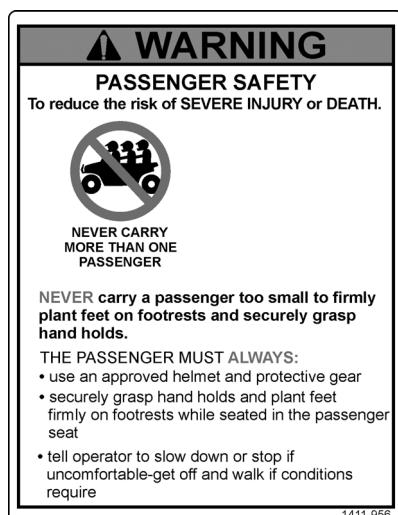 WARNING
PASSENGER SAFETY
To reduce the risk of SEVERE INJURY or DEATH.
NEVER CARRY
MORE THAN ONE
PASSENGER
NEVER carry a passenger too small to firmly
plant feet on footrests and securely grasp
hand holds.
THE PASSENGER MUST ALWAYS:
• use an approved helmet and protective gear
• securely grasp hand holds and plant feet
firmly on footrests while seated in the passenger
seat
• tell operator to slow down or stop if
uncomfortable-get off and walk if conditions
require
1411-956